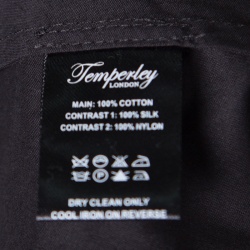 Temperley
LONDON
MAIN: 100% COTTON
CONTRAST 1: 100% SILK
CONTRAST 2: 100% NYLON
DRY CLEAN ONLY
COOL IRON ON REVERSE